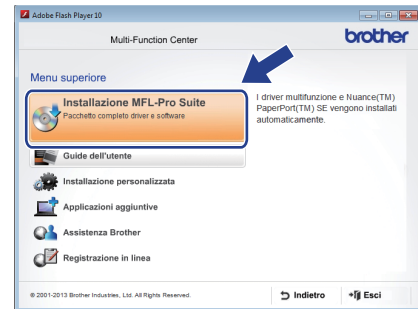 Adobe Flash Player 10
Multi-Function Center
brother
Menu superiore
Installazione MFL-Pro Suite
Pacchetto completo driver e software
I driver multifunzione e Nuance(TM)
PaperPort(TM) SE vengono installati
automaticamente.
Guide dell'utente
Installazione personalizzata
Applicazioni aggiuntive
Assistenza Brother
Registrazione in linea
© 2001-2013 Brother Industries, Ltd. All Rights Reserved.
Indietro
Esci